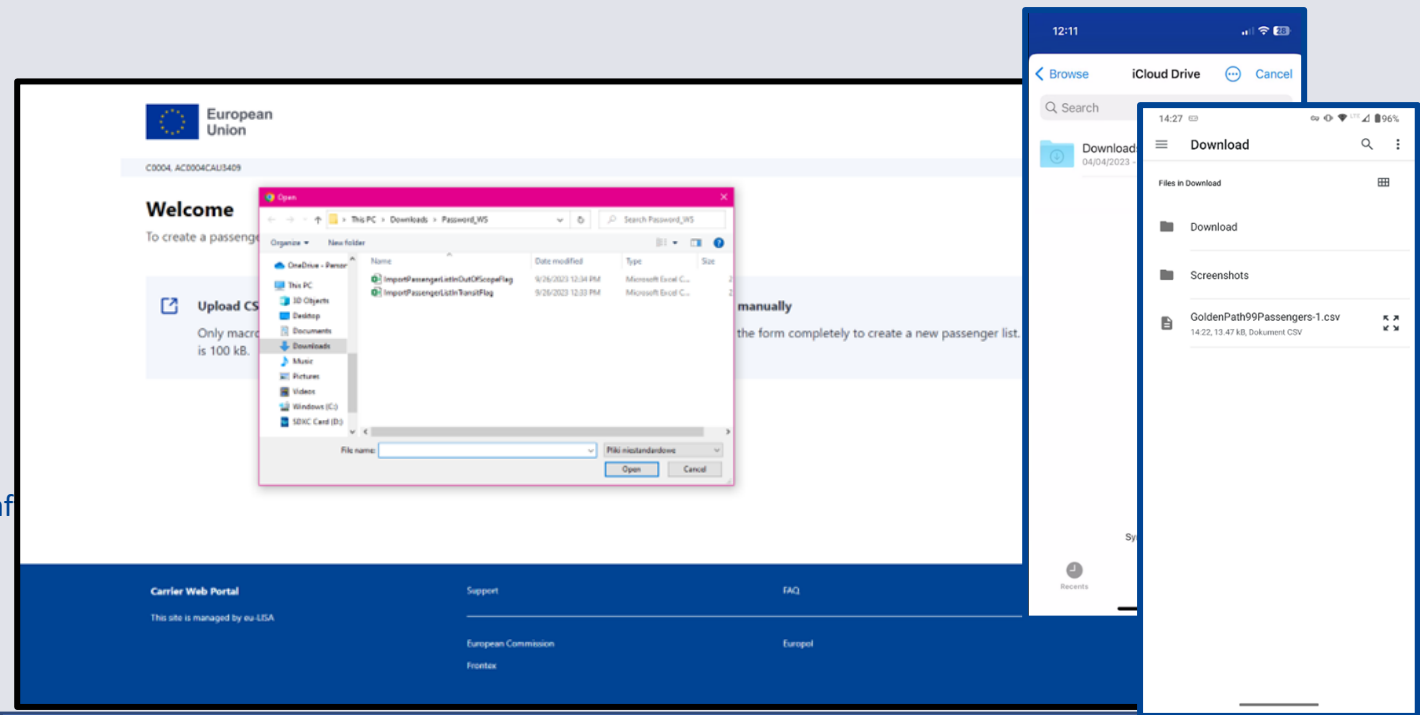 European
Union
C0004, AC0004CAU3409
Welcome
To create a passenge
Upload CS
Only macro
is 100 kB.
manually
the form completely to create a new passenger list.
Open
This PC > Downloads > Password_WS
Search Password_WS
Organize
New folder
Name
Date modified
Type
Size
OneDrive - Person
This PC
3D Objects
Desktop
Documents
Downloads
Music
Pictures
Videos
Windows (C:)
SDXC Card (D:)
ImportPassengerListInOutOfScopeFlag
9/26/2023 12:34 PM
Microsoft Excel C...
2
ImportPassengerListInTransitFlag
9/26/2023 12:33 PM
Microsoft Excel C...
2
File name:
Pliki niestandardowe
Open
Cancel
Carrier Web Portal
This site is managed by eu-LISA
Support
FAQ
European Commission
Europol
Frontex
12:11
Browse
iCloud Drive
Cancel
Search
Downloads
04/04/2023 -
Recents
14:27
LTE
96%
Download
Files in Download
Download
Screenshots
GoldenPath99Passengers-1.csv
14:22, 13.47 kB, Dokument CSV